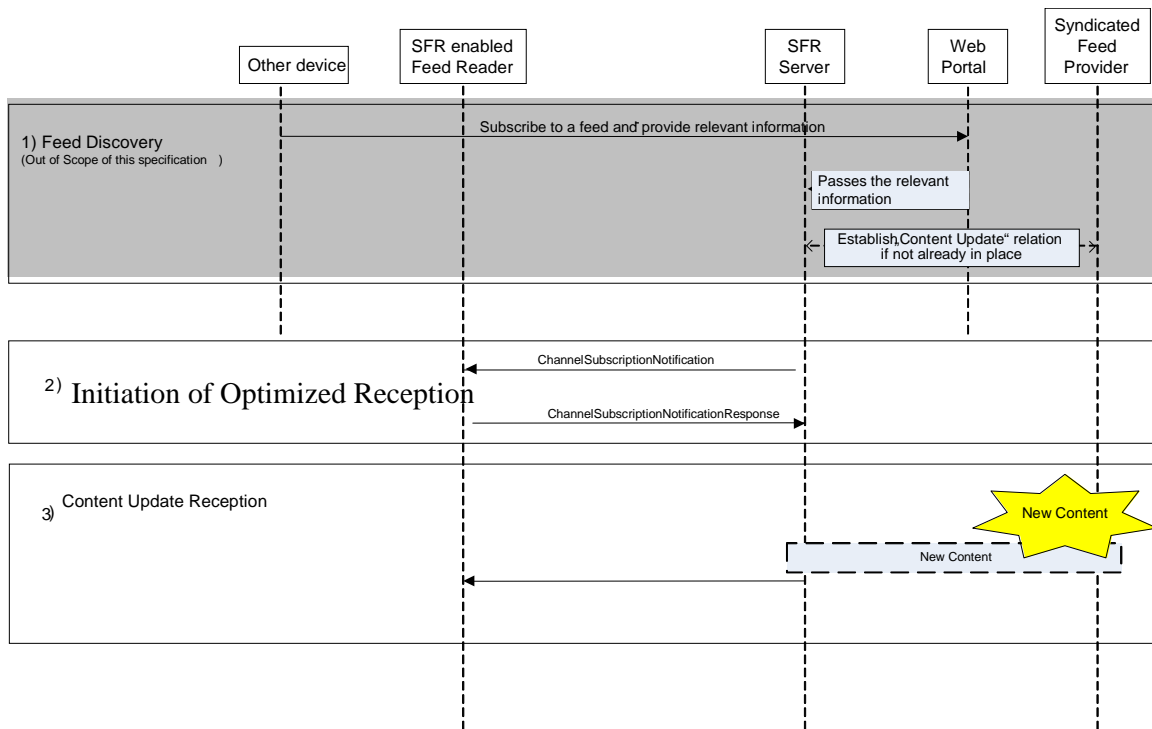 Other device
SFR enabled
Feed Reader
SFR
Server
Web
Portal
Syndicated
Feed
Provider
1) Feed Discovery
(Out of Scope of this specification )
Subscribe to a feed and provide relevant information
Passes the relevant
information
Establish „Content Update“ relation
if not already in place
2) Initiation of Optimized Reception
ChannelSubscriptionNotification
ChannelSubscriptionNotificationResponse
3) Content Update Reception
New Content
New Content